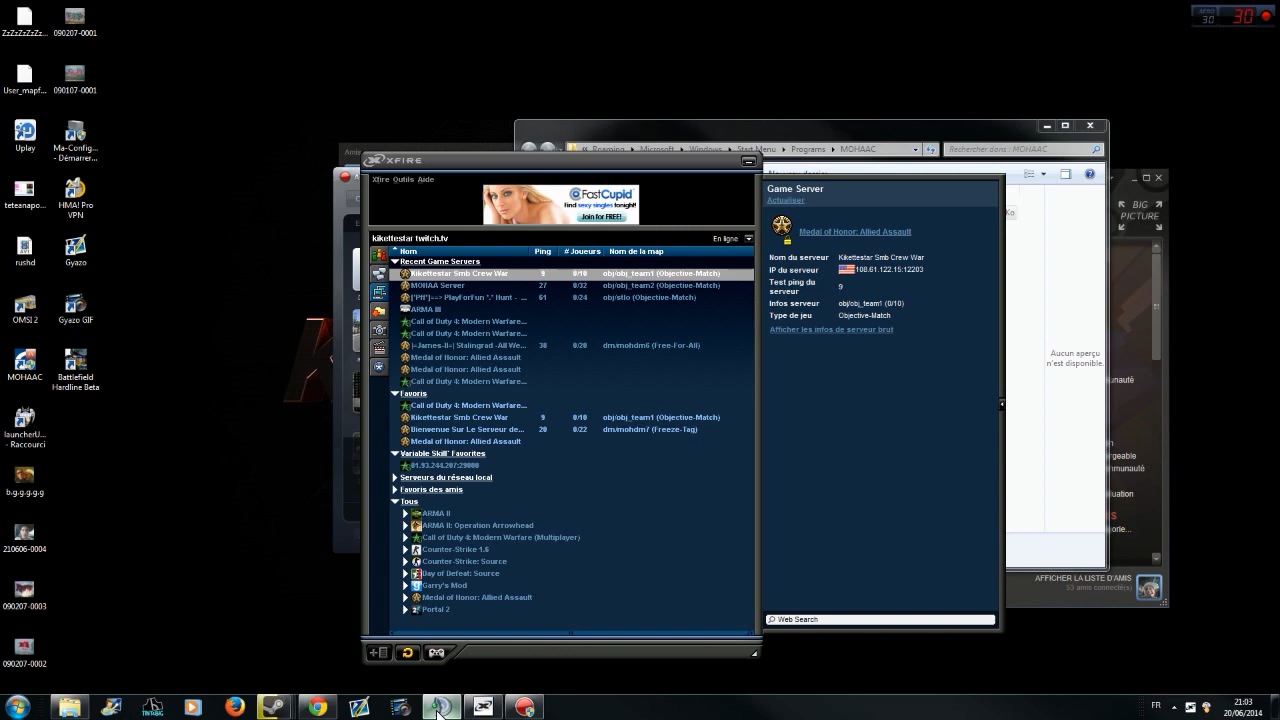 ZzZzZzZzZz...
090207-0001
User_mapf...
090107-0001
Uplay
Ma-Config...
- Démarrer...
teteanapo...
HMA! Pro
VPN
rushd
Gyazo
OMSI 2
Gyazo GIF
MOHAAC
Battlefield
Hardline Beta
launcherU...
- Raccourci
b.g.g.g.g.g
210606-0004
090207-0003
090207-0002
30
30
Roaming
Microsoft
Windows
Start Menu
Programs
MOHAAC
Rechercher dans : MOHAAC
XFIRE
Xfire Outils Aide
FastCupid
Find sexy singles tonight!
Join for FREE!
kikettestar twitch.tv
En ligne
Nom Ping # Joueurs Nom de la map
Recent Game Servers
Kikettestar Smb Crew War 9 0/10 obj/obj_team1 (Objective-Match)
MOHAA Server 27 0/32 obj/obj_team2 (Objective-Match)
61 0/24 (Objective-Match)
ARMA III
Call of Duty 4: Modern Warfare...
Call of Duty 4: Modern Warfare...
|=James-II=| Stalingrad -All We... 38 0/20 dm/mohdm6 (Free-For-All)
Medal of Honor: Allied Assault
Medal of Honor: Allied Assault
Call of Duty 4: Modern Warfare...
Favoris
Call of Duty 4: Modern Warfare...
Kikettestar Smb Crew War 9 0/10 obj/obj_team1 (Objective-Match)
Bienvenue Sur Le Serveur de... 20 0/22 dm/mohdm7 (Freeze-Tag)
Medal of Honor: Allied Assault
Variable Skill' Favorites
Serveurs du réseau local
Favoris des amis
Tous
ARMA II
ARMA II: Operation Arrowhead
Call of Duty 4: Modern Warfare (Multiplayer)
Counter-Strike 1.6
Counter-Strike: Source
Day of Defeat: Source
Garry's Mod
Medal of Honor: Allied Assault
Portal 2
Game Server
Actualiser
Medal of Honor: Allied Assault
Nom du serveur Kikettestar Smb Crew War
IP du serveur 108.61.122.15:12203
Test ping du
serveur 9
Infos serveur obj/obj_team1 (0/10)
Type de jeu Objective-Match
Afficher les infos de serveur brut
Web Search
Ko
Aucun aperçu
n'est disponible.
BIG
PICTURE
AFFICHER LA LISTE D'AMIS
53 amis connecté(s)
FR
21:03
20/06/2014